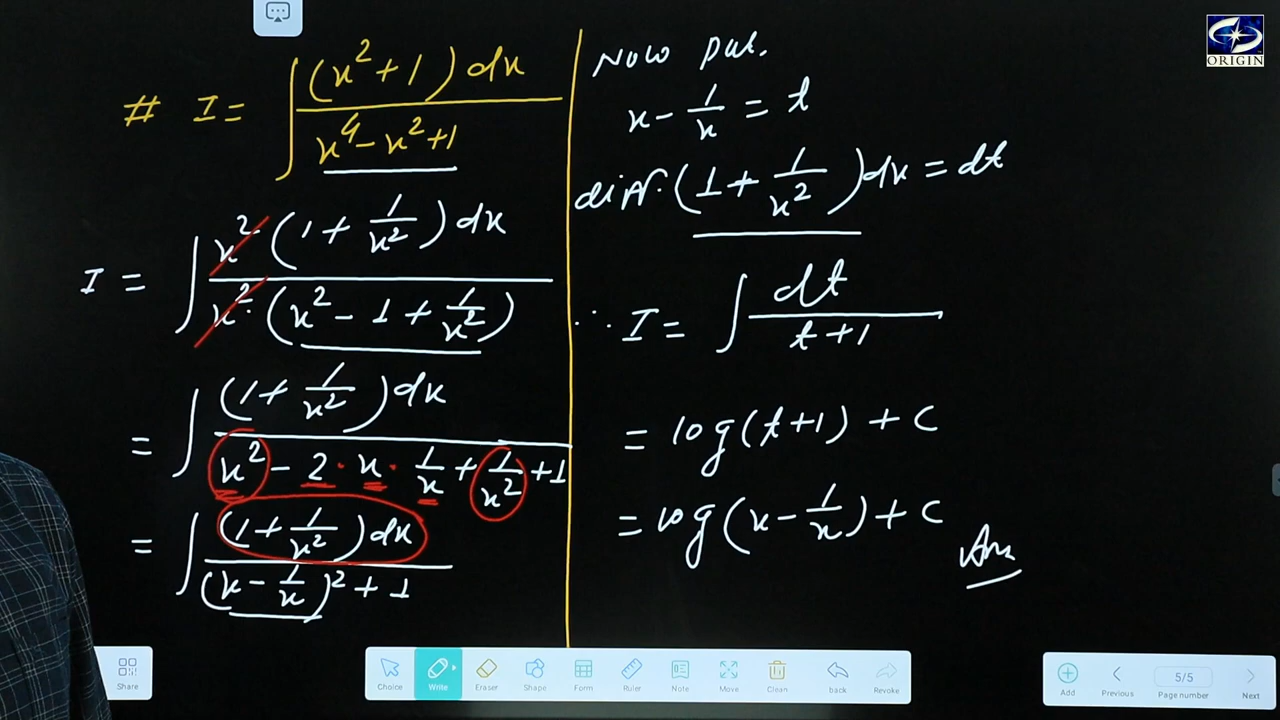 # I = ∫ (x² + 1) dx / x⁴ - x² + 1
I = ∫ x² (1 + 1/x²) dx / x² · (x² - 1 + 1/x²)
= ∫ (1 + 1/x²) dx / x² - 2 · x · 1/x + 1/x² + 1
= ∫ (1 + 1/x²) dx / (x - 1/x)² + 1
Now put.
x - 1/x = t
diff. (1 + 1/x²) dx = dt
∴ I = ∫ dt / t + 1
= log (t + 1) + C
= log (x - 1/x) + C
Ans
ORIGIN
Share
Choice Write Eraser Shape Form Ruler Note Move Clean back Revoke
Add Previous 5/5 Page number Next